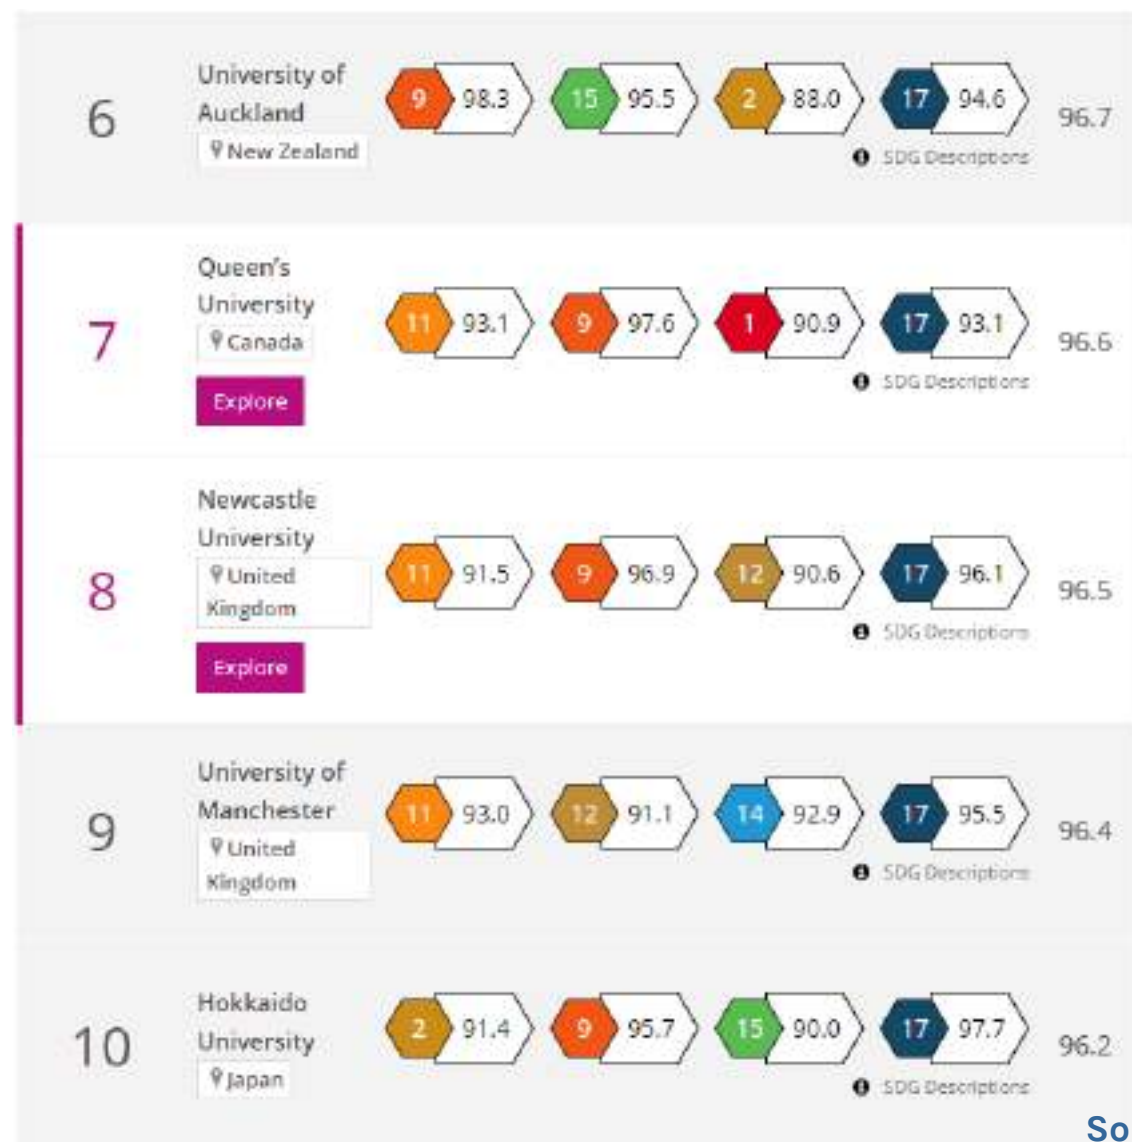 6
University of
Auckland
New Zealand
9 98.3 15 95.5 2 88.0 17 94.6
SDG Descriptions
96.7
7
Queen's
University
Canada
Explore
11 93.1 9 97.6 1 90.9 17 93.1
SDG Descriptions
96.6
8
Newcastle
University
United
Kingdom
Explore
11 91.5 9 96.9 12 90.6 17 96.1
SDG Descriptions
96.5
9
University of
Manchester
United
Kingdom
11 93.0 12 91.1 14 92.9 17 95.5
SDG Descriptions
96.4
10
Hokkaido
University
Japan
2 91.4 9 95.7 15 90.0 17 97.7
SDG Descriptions
96.2
So